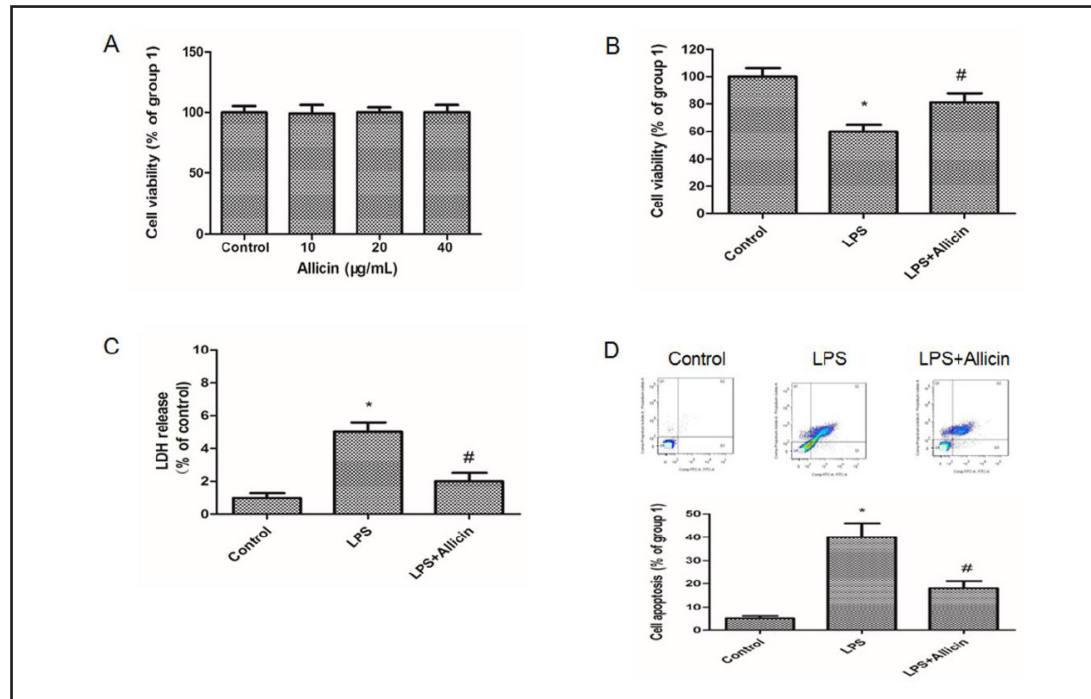 A
Cell viability (% of group 1)
150
100
50
0
Control 10 20 40
Allicin (µg/mL)
B
Cell viability (% of group 1)
120
100
80
60
40
20
0
*
#
Control LPS LPS+Allicin
C
LDH release
(% of control)
10
8
6
4
2
0
*
#
Control LPS LPS+Allicin
D
Control LPS LPS+Allicin
Cell apoptosis (% of group 1)
50
40
30
20
10
0
*
#
Control LPS LPS+Allicin